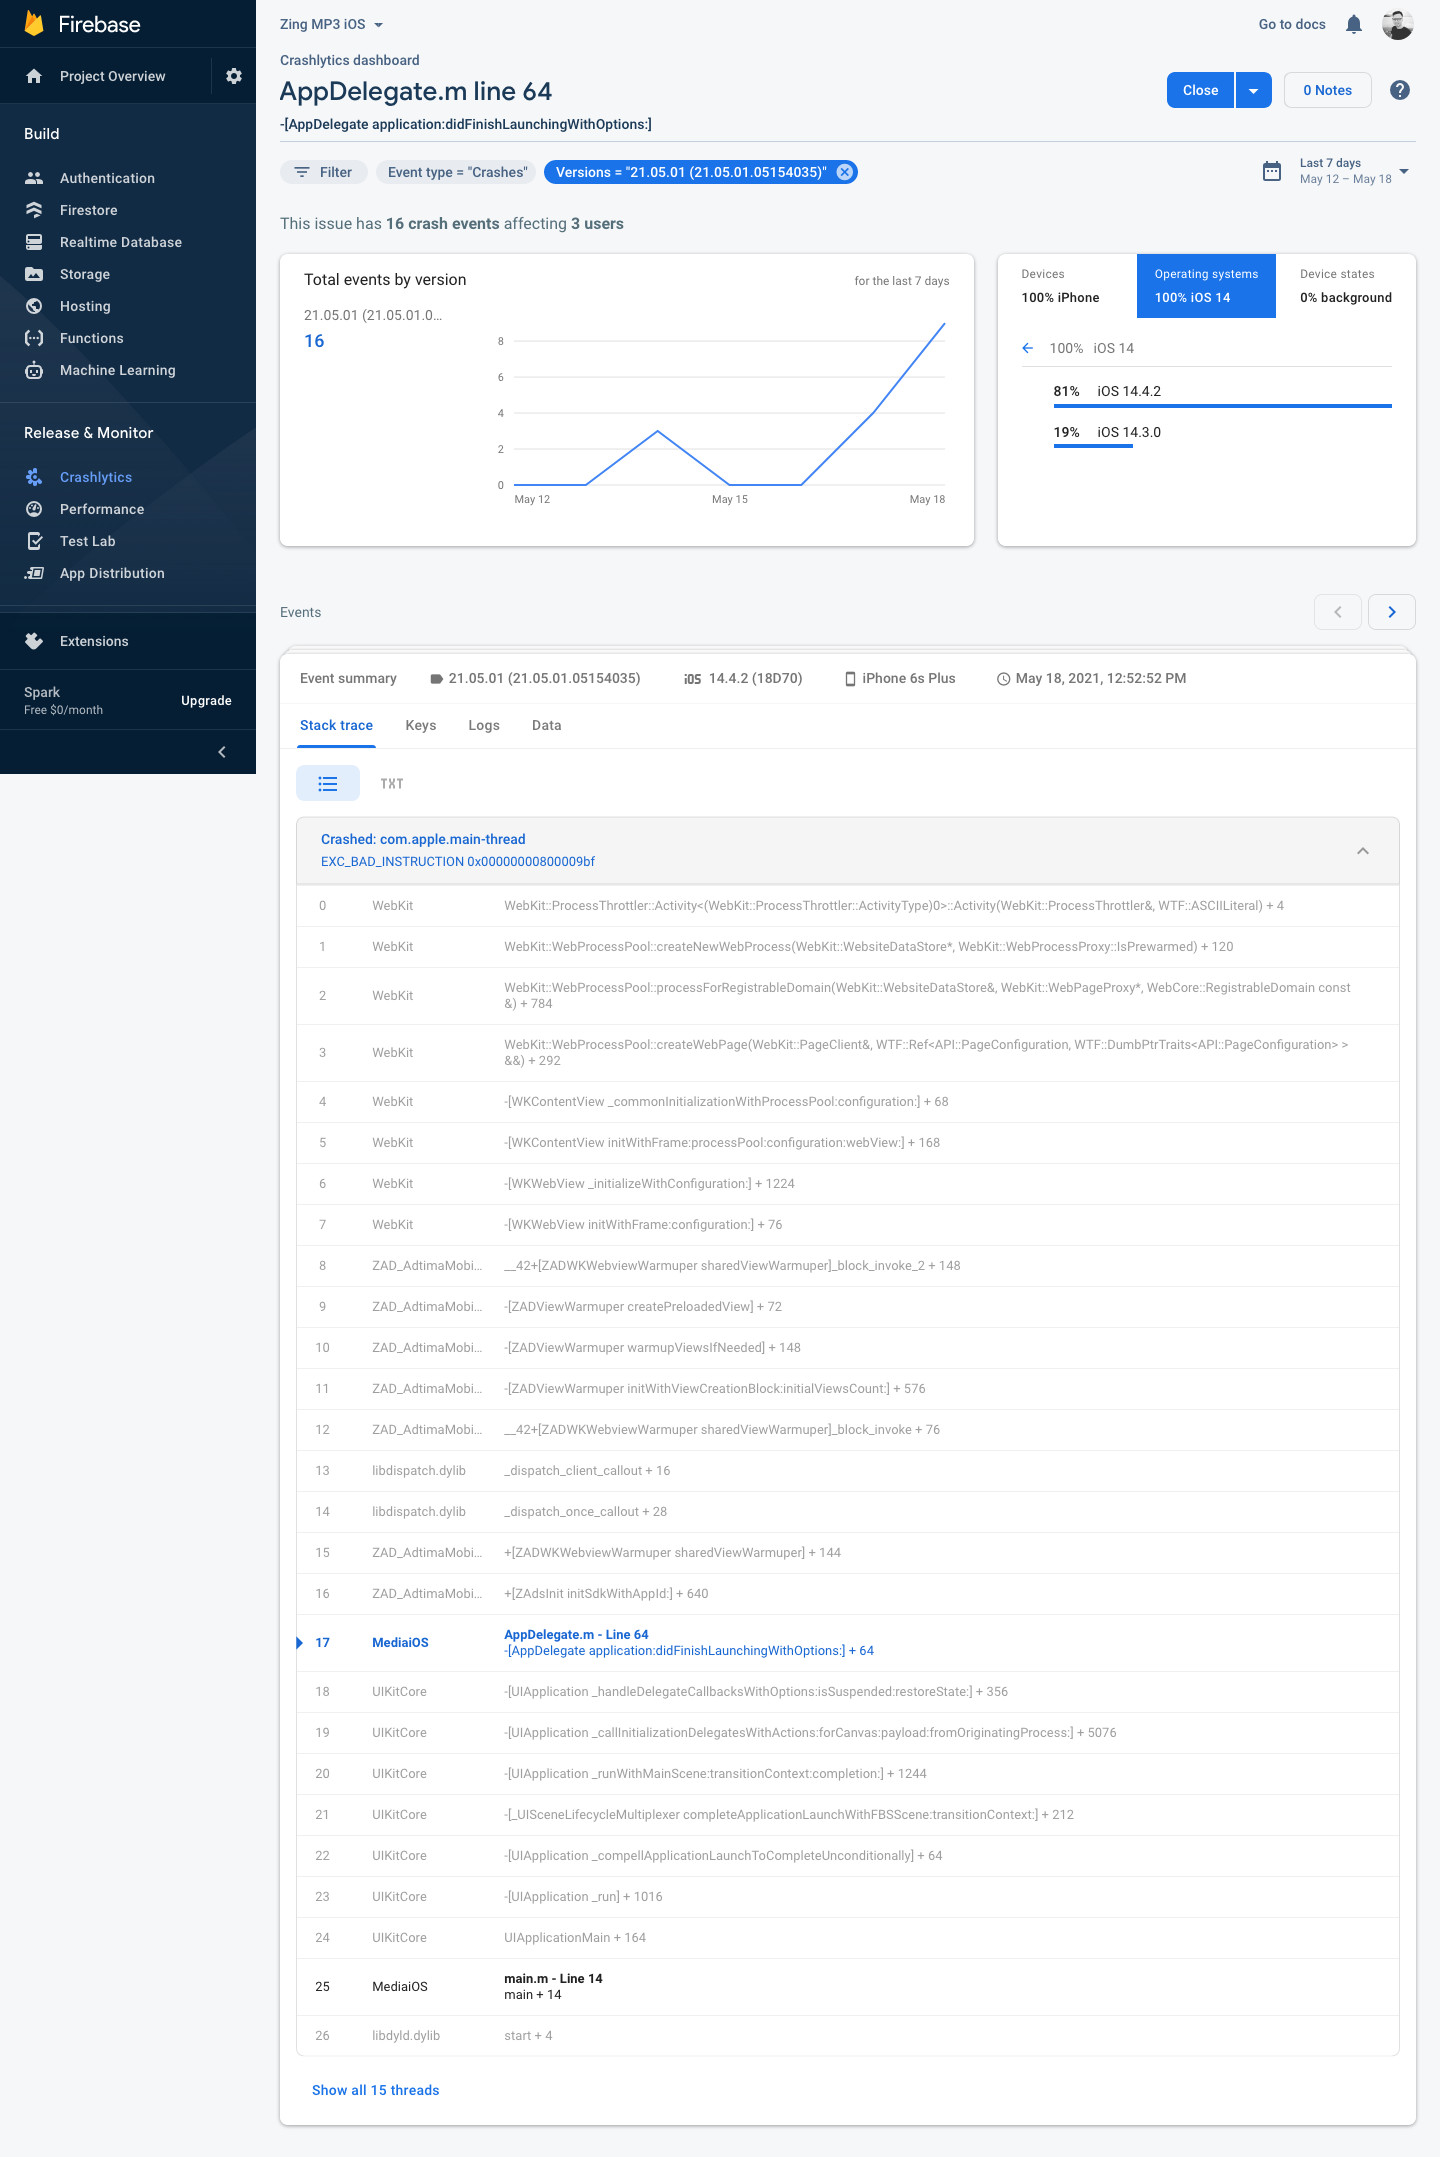 Firebase
Project Overview
Build
Authentication
Firestore
Realtime Database
Storage
Hosting
Functions
Machine Learning
Release & Monitor
Crashlytics
Performance
Test Lab
App Distribution
Extensions
Spark
Free $0/month
Upgrade
Zing MP3 iOS
Go to docs
Crashlytics dashboard
AppDelegate.m line 64
-[AppDelegate application:didFinishLaunchingWithOptions:]
Close
0 Notes
Filter
Event type = "Crashes"
Versions = "21.05.01 (21.05.01.05154035)"
Last 7 days
May 12 – May 18
This issue has 16 crash events affecting 3 users
Total events by version
for the last 7 days
21.05.01 (21.05.01.0...
16
8
6
4
2
0
May 12 May 15 May 18
Devices
100% iPhone
Operating systems
100% iOS 14
Device states
0% background
100% iOS 14
81% iOS 14.4.2
19% iOS 14.3.0
Events
Event summary 21.05.01 (21.05.01.05154035) iOS 14.4.2 (18D70) iPhone 6s Plus May 18, 2021, 12:52:52 PM
Stack trace Keys Logs Data
TXT
Crashed: com.apple.main-thread
EXC_BAD_INSTRUCTION 0x00000000800009bf
0 WebKit WebKit::ProcessThrottler::Activity<(WebKit::ProcessThrottler::ActivityType)0>::Activity(WebKit::ProcessThrottler&, WTF::ASCIILiteral) + 4
1 WebKit WebKit::WebProcessPool::createNewWebProcess(WebKit::WebsiteDataStore*, WebKit::WebProcessProxy::IsPrewarmed) + 120
2 WebKit WebKit::WebProcessPool::processForRegistrableDomain(WebKit::WebsiteDataStore&, WebKit::WebPageProxy*, WebCore::RegistrableDomain const
&) + 784
3 WebKit WebKit::WebProcessPool::createWebPage(WebKit::PageClient&, WTF::Ref<API::PageConfiguration, WTF::DumbPtrTraits<API::PageConfiguration> >
&&) + 292
4 WebKit -[WKContentView _commonInitializationWithProcessPool:configuration:] + 68
5 WebKit -[WKContentView initWithFrame:processPool:configuration:webView:] + 168
6 WebKit -[WKWebView _initializeWithConfiguration:] + 1224
7 WebKit -[WKWebView initWithFrame:configuration:] + 76
8 ZAD_AdtimaMobi... __42+[ZADWKWebviewWarmuper sharedViewWarmuper]_block_invoke_2 + 148
9 ZAD_AdtimaMobi... -[ZADViewWarmuper createPreloadedView] + 72
10 ZAD_AdtimaMobi... -[ZADViewWarmuper warmupViewsIfNeeded] + 148
11 ZAD_AdtimaMobi... -[ZADViewWarmuper initWithViewCreationBlock:initialViewsCount:] + 576
12 ZAD_AdtimaMobi... __42+[ZADWKWebviewWarmuper sharedViewWarmuper]_block_invoke + 76
13 libdispatch.dylib _dispatch_client_callout + 16
14 libdispatch.dylib _dispatch_once_callout + 28
15 ZAD_AdtimaMobi... +[ZADWKWebviewWarmuper sharedViewWarmuper] + 144
16 ZAD_AdtimaMobi... +[ZAdsInit initSdkWithAppId:] + 640
17 MediaiOS AppDelegate.m - Line 64
-[AppDelegate application:didFinishLaunchingWithOptions:] + 64
18 UIKitCore -[UIApplication _handleDelegateCallbacksWithOptions:isSuspended:restoreState:] + 356
19 UIKitCore -[UIApplication _callInitializationDelegatesWithActions:forCanvas:payload:fromOriginatingProcess:] + 5076
20 UIKitCore -[UIApplication _runWithMainScene:transitionContext:completion:] + 1244
21 UIKitCore -[_UISceneLifecycleMultiplexer completeApplicationLaunchWithFBSScene:transitionContext:] + 212
22 UIKitCore -[UIApplication _compellApplicationLaunchToCompleteUnconditionally] + 64
23 UIKitCore -[UIApplication _run] + 1016
24 UIKitCore UIApplicationMain + 164
25 MediaiOS main.m - Line 14
main + 14
26 libdyld.dylib start + 4
Show all 15 threads